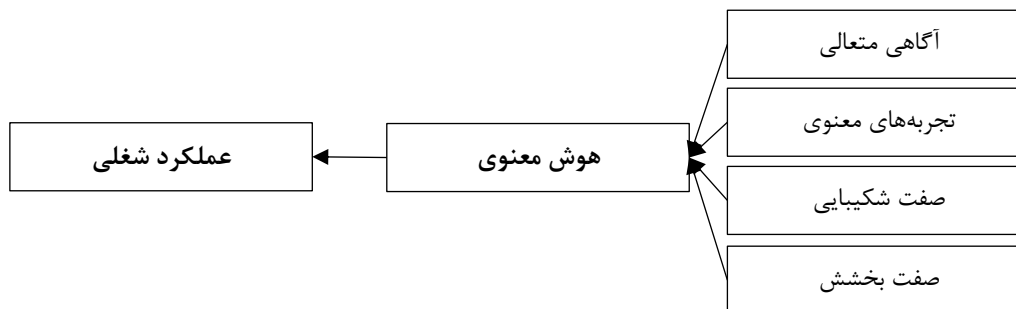 آگاهی متعالی
تجربه‌های معنوی
عملکرد شغلی
هوش معنوی
صفت شکیبایی
صفت بخشش